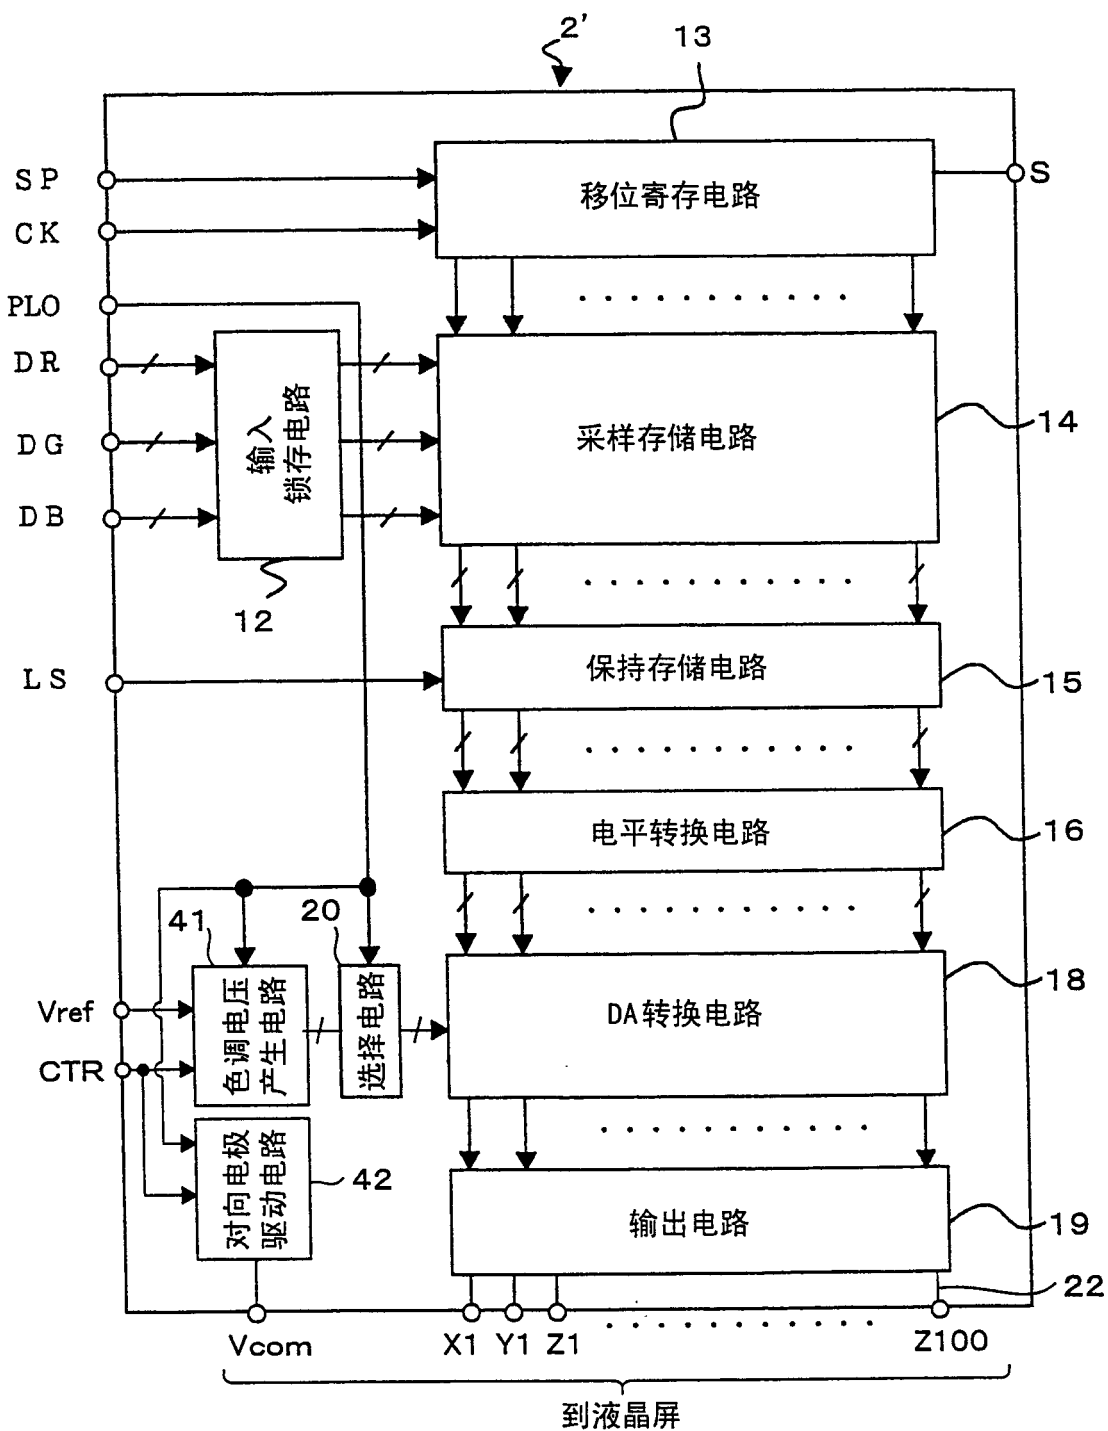 2'
13
SP
移位寄存电路
S
CK
PLO
DR
输入
锁存电路
采样存储电路
14
DG
DB
12
LS
保持存储电路
15
电平转换电路
16
41
20
Vref
色调电压
产生电路
选择电路
DA转换电路
18
CTR
对向电极
驱动电路
42
输出电路
19
22
Vcom
X1
Y1
Z1
Z100
到液晶屏